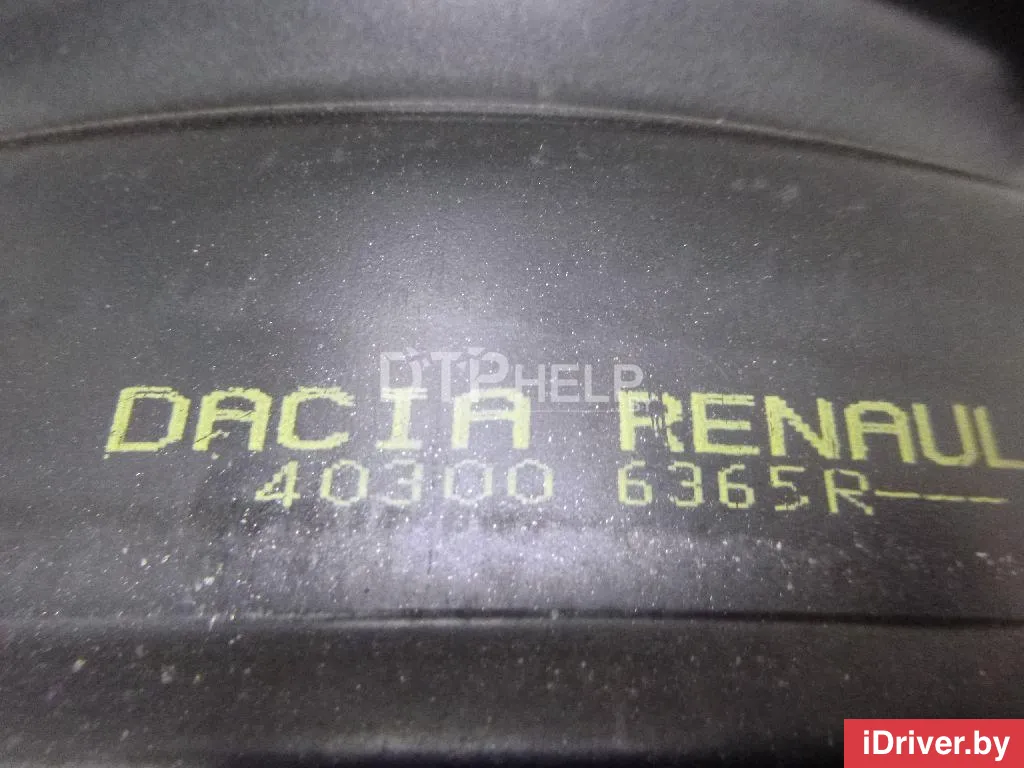 DTPHELP
DACIA RENAUL
40300 6365R
iDriver.by